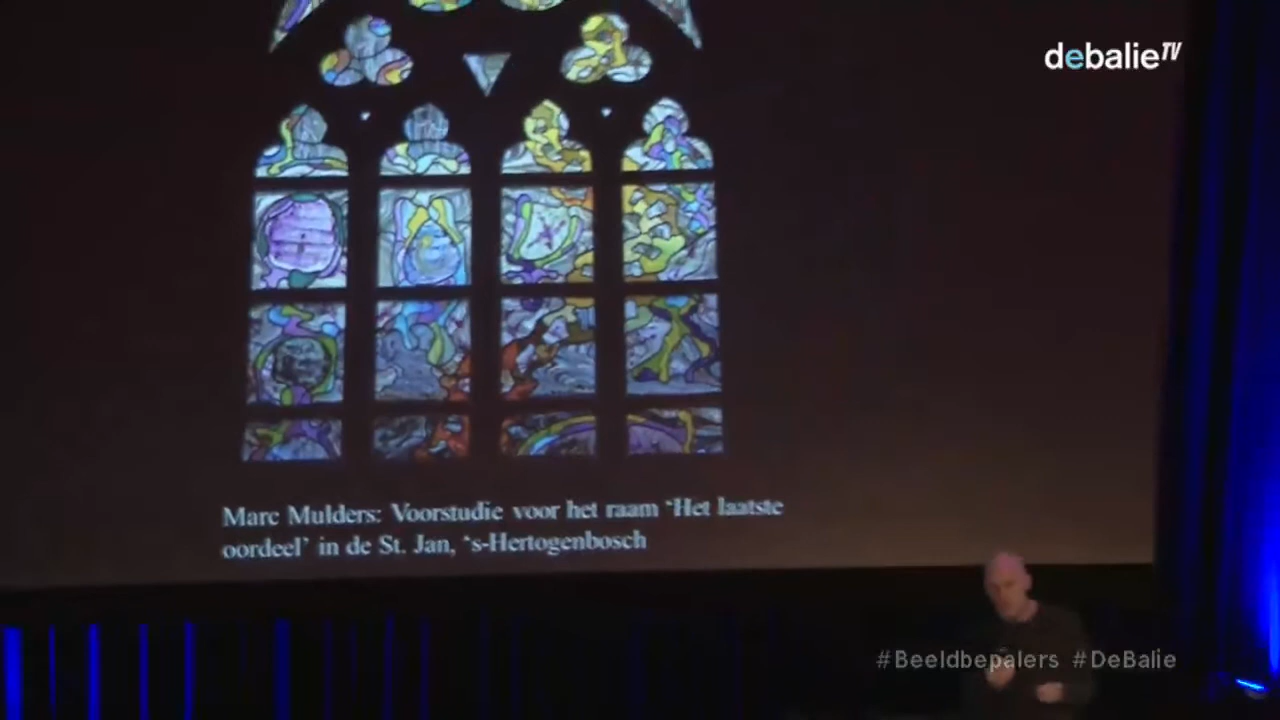 debalieTV
Marc Mulders: Voorstudie voor het raam ‘Het laatste
oordeel’ in de St. Jan, ‘s-Hertogenbosch
#Beeldbepalers #DeBalie